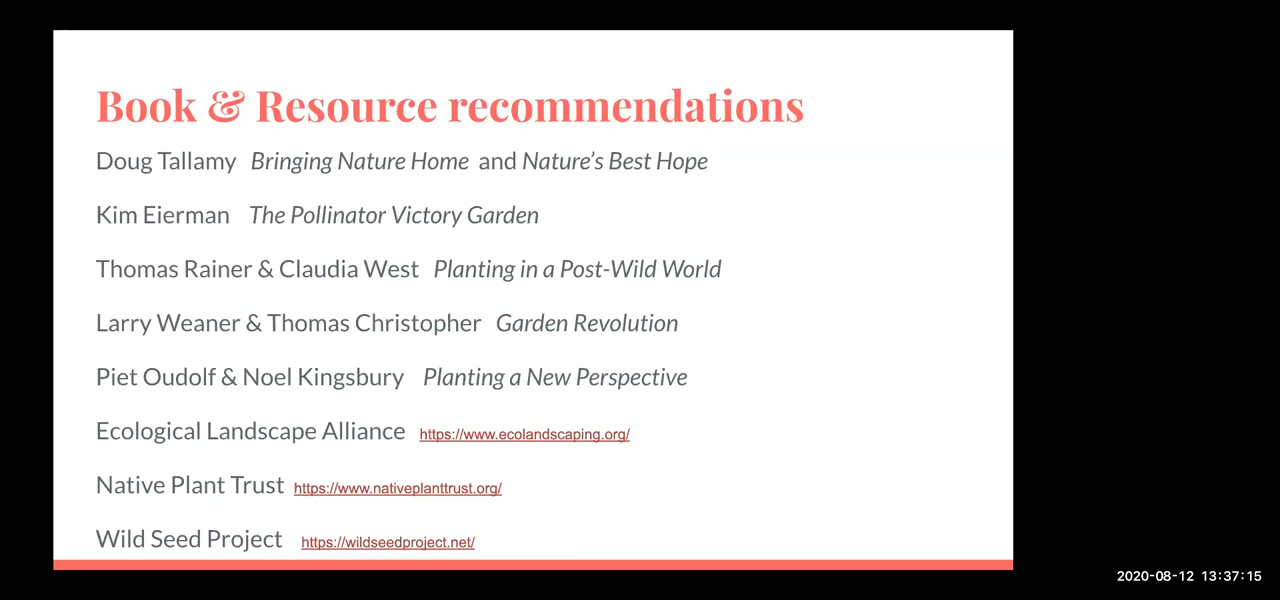 Book & Resource recommendations
Doug Tallamy Bringing Nature Home and Nature’s Best Hope
Kim Eierman The Pollinator Victory Garden
Thomas Rainer & Claudia West Planting in a Post-Wild World
Larry Weaner & Thomas Christopher Garden Revolution
Piet Oudolf & Noel Kingsbury Planting a New Perspective
Ecological Landscape Alliance https://www.ecolandscaping.org/
Native Plant Trust https://www.nativeplanttrust.org/
Wild Seed Project https://wildseedproject.net/
2020-08-12 13:37:15